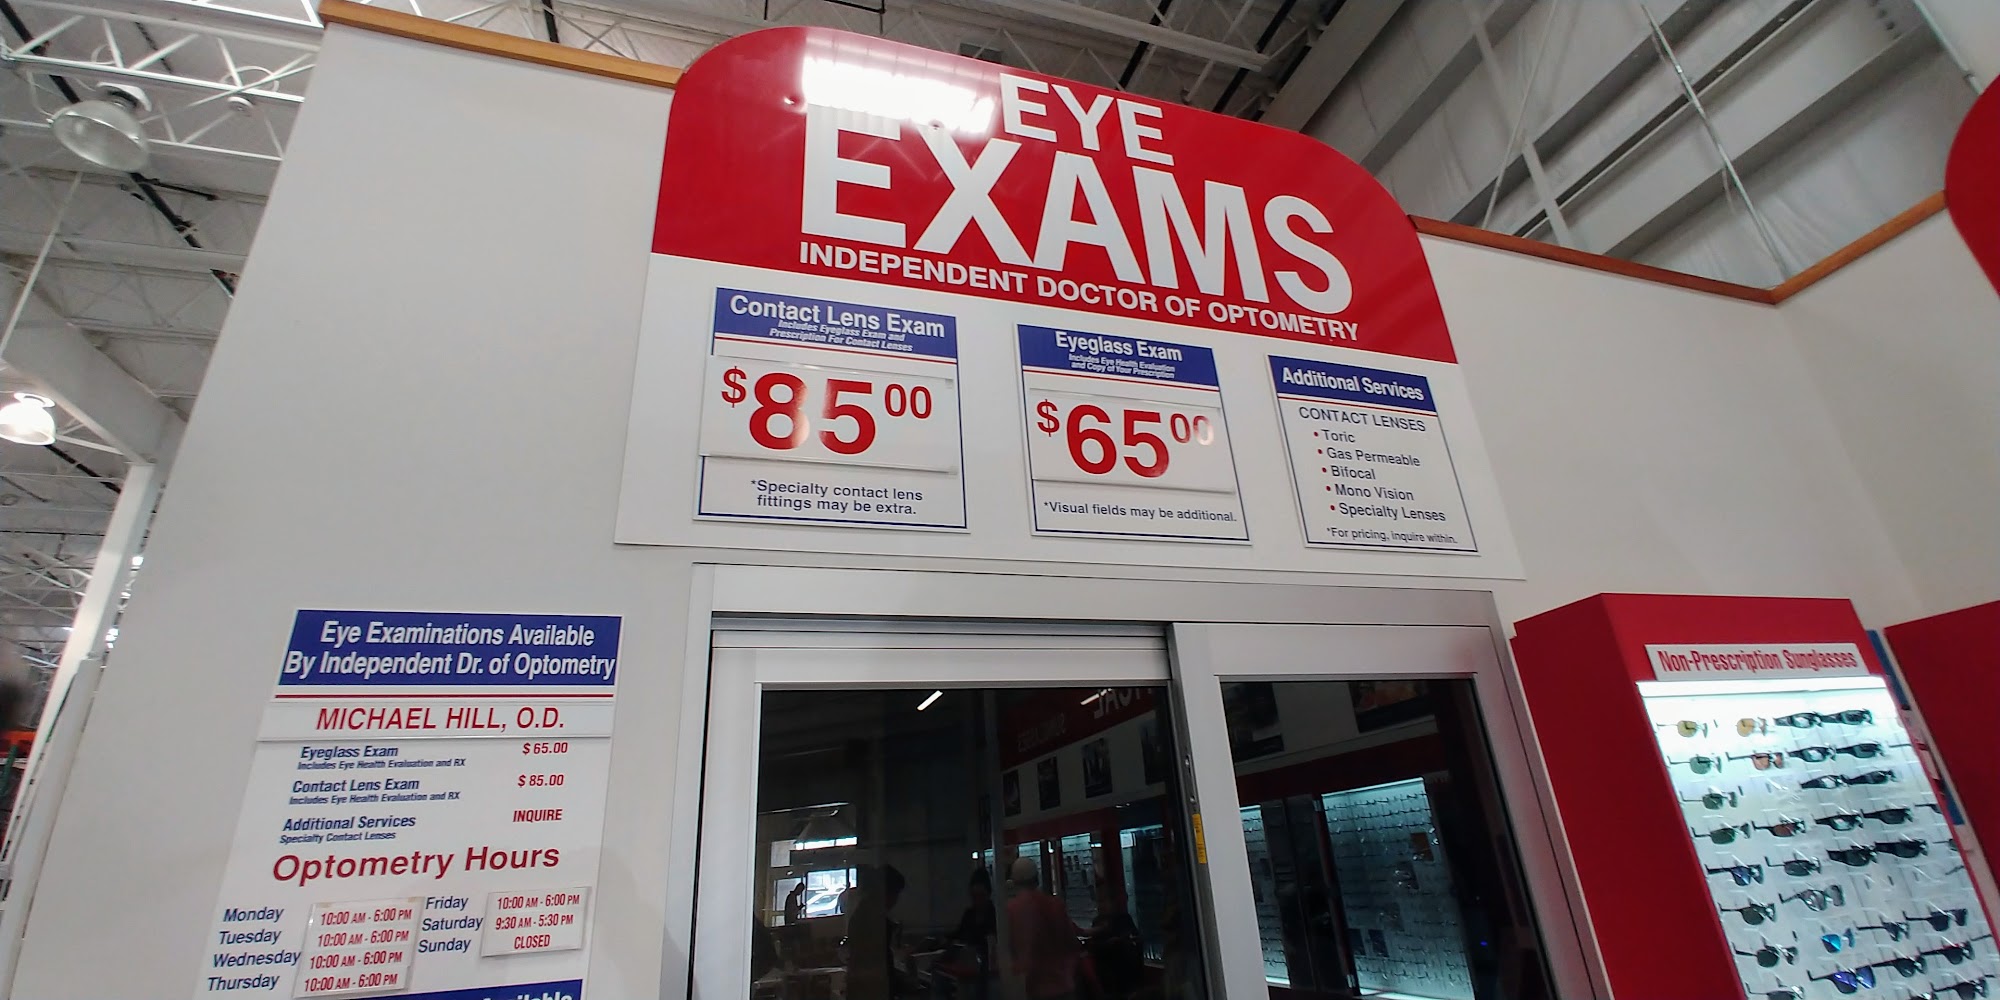 EYE
EXAMS
INDEPENDENT DOCTOR OF OPTOMETRY
Contact Lens Exam
Includes Eyeglass Exam and
Prescription For Contact Lenses
$85.00
*Specialty contact lens
fittings may be extra.
Eyeglass Exam
Includes Eye Health Evaluation
and Copy of Your Prescription
$65.00
*Visual fields may be additional.
Additional Services
CONTACT LENSES
• Toric
• Gas Permeable
• Bifocal
• Mono Vision
• Specialty Lenses
*For pricing, inquire within.
Eye Examinations Available
By Independent Dr. of Optometry
MICHAEL HILL, O.D.
Eyeglass Exam $65.00
Includes Eye Health Evaluation and RX
Contact Lens Exam $85.00
Includes Eye Health Evaluation and RX
Additional Services INQUIRE
Specialty Contact Lenses
Optometry Hours
Monday 10:00 AM - 6:00 PM
Tuesday 10:00 AM - 6:00 PM
Wednesday 10:00 AM - 6:00 PM
Thursday 10:00 AM - 6:00 PM
Friday 10:00 AM - 6:00 PM
Saturday 9:30 AM - 5:30 PM
Sunday CLOSED
Available
Non-Prescription Sunglasses